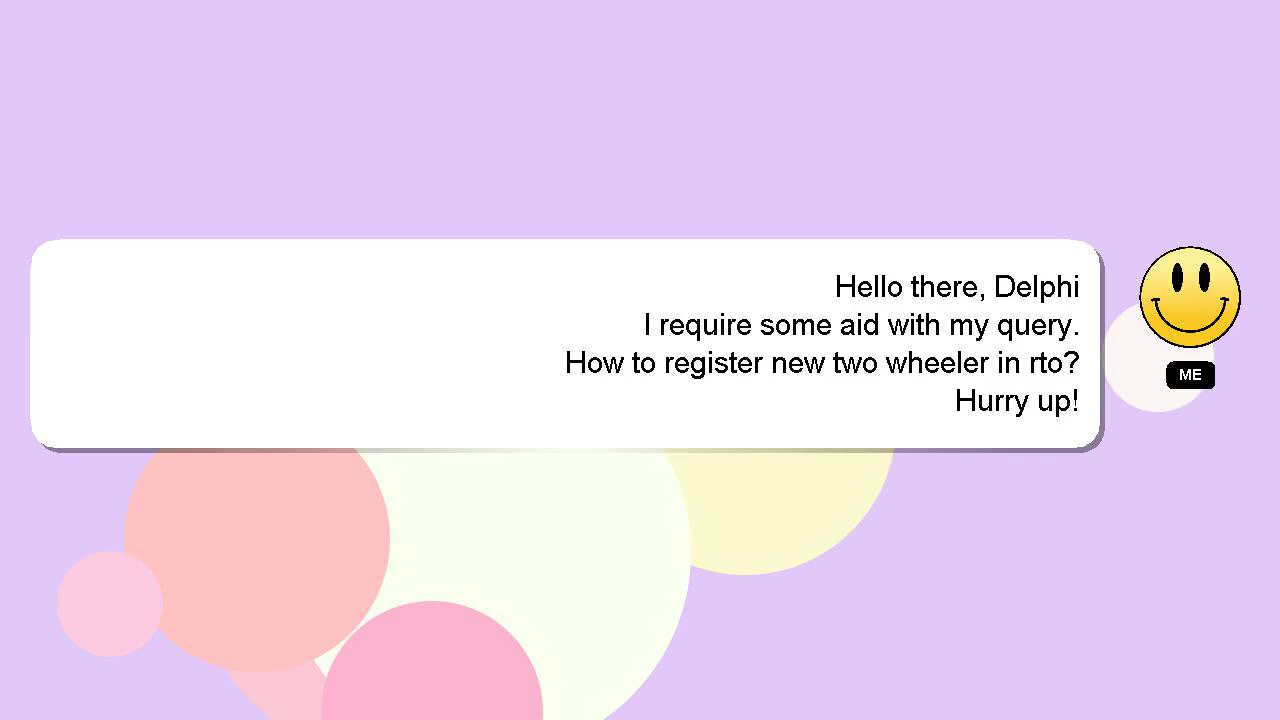 Hello there, Delphi
I require some aid with my query.
How to register new two wheeler in rto?
Hurry up!
ME